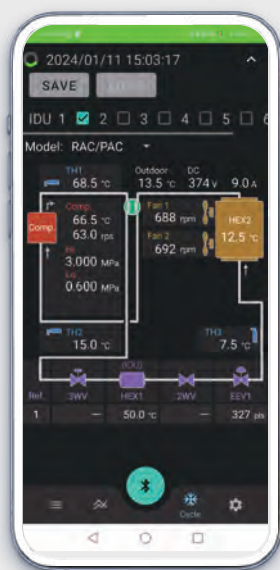 2024/01/11 15:03:17
SAVE
IDU 1 2 3 4 5 6
Model: RAC/PAC
TH1
68.5 ℃
Outdoor
13.5 ℃
DC
374 V
9.0 A
Comp.
Comp.
66.5 ℃
63.0 rps
Hi
3.000 MPa
Lo
0.600 MPa
Fan 1
688 rpm
Fan 2
692 rpm
HEX2
12.5 ℃
TH2
15.0 ℃
TH3
7.5 ℃
Ref. 3WV HEX1 2WV EEV1
1 — 50.0 ℃ — 327 pls
Cycle